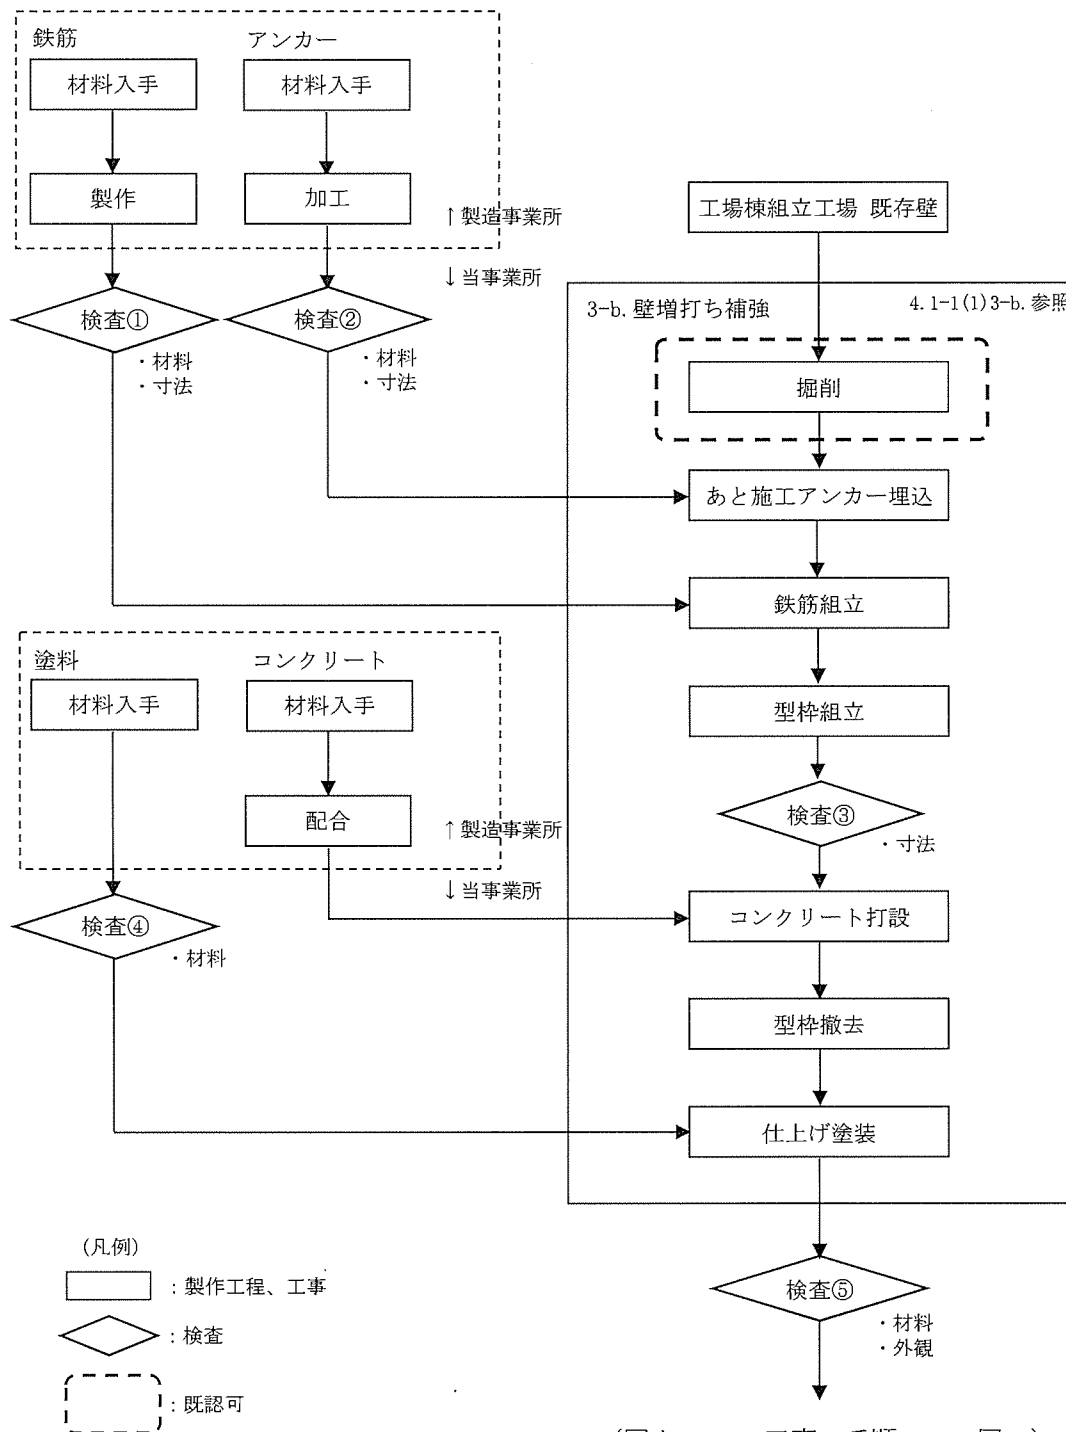 鉄筋
アンカー
材料入手
材料入手
製作
加工
↑製造事業所
↓当事業所
検査①
・材料
・寸法
検査②
・材料
・寸法
工場棟組立工場 既存壁
3-b. 壁増打ち補強
4.1-1(1)3-b. 参照
掘削
あと施工アンカー埋込
鉄筋組立
型枠組立
検査③
・寸法
塗料
コンクリート
材料入手
材料入手
配合
↑製造事業所
↓当事業所
検査④
・材料
コンクリート打設
型枠撤去
仕上げ塗装
検査⑤
・材料
・外観
(凡例)
：製作工程、工事
：検査
：既認可